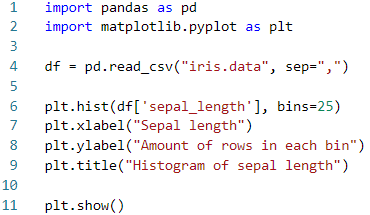 1 import pandas as pd
2 import matplotlib.pyplot as plt
3
4 df = pd.read_csv("iris.data", sep=",")
5
6 plt.hist(df['sepal_length'], bins=25)
7 plt.xlabel("Sepal length")
8 plt.ylabel("Amount of rows in each bin")
9 plt.title("Histogram of sepal length")
10
11 plt.show()